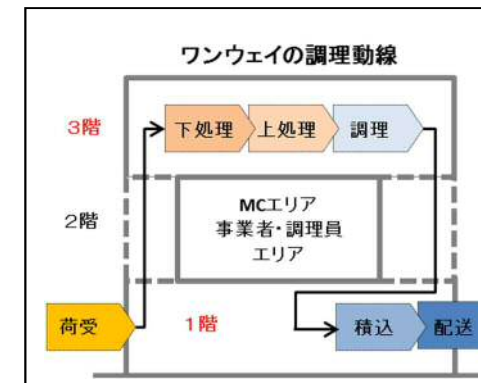 ワンウェイの調理動線
3階
下処理
上処理
調理
2階
MCエリア
事業者・調理員
エリア
荷受
1階
積込
配送